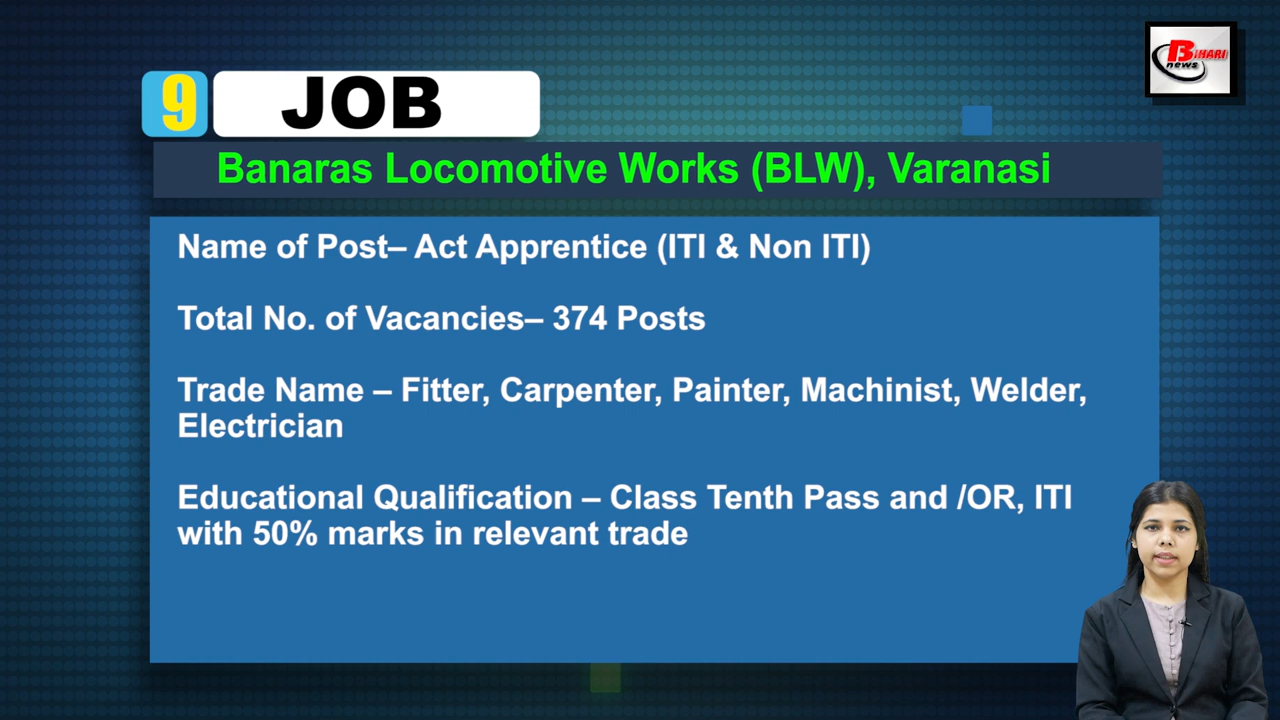 9 JOB
BIHARI
news
Banaras Locomotive Works (BLW), Varanasi
Name of Post– Act Apprentice (ITI & Non ITI)
Total No. of Vacancies– 374 Posts
Trade Name – Fitter, Carpenter, Painter, Machinist, Welder,
Electrician
Educational Qualification – Class Tenth Pass and /OR, ITI
with 50% marks in relevant trade